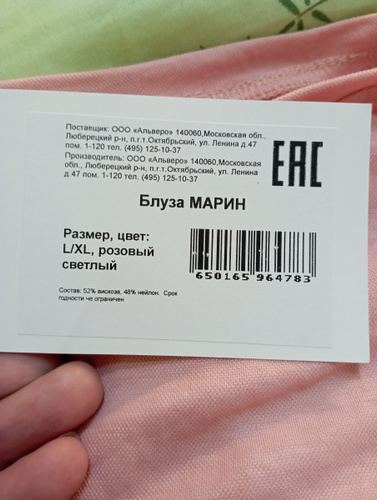 Поставщик: ООО «Альверо» 140060,Московская обл.,
Люберецкий р-н, п.г.т.Октябрьский, ул. Ленина д.47
пом. 1-120 тел. (495) 125-10-37
Производитель: ООО «Альверо» 140060,Московская
обл., Люберецкий р-н, п.г.т.Октябрьский, ул. Ленина
д 47 пом. 1-120 тел. (495) 125-10-37
EAC
Блуза МАРИН
Размер, цвет:
L/XL, розовый
светлый
650165 964783
Состав: 52% вискоза, 48% нейлон. Срок
годности не ограничен